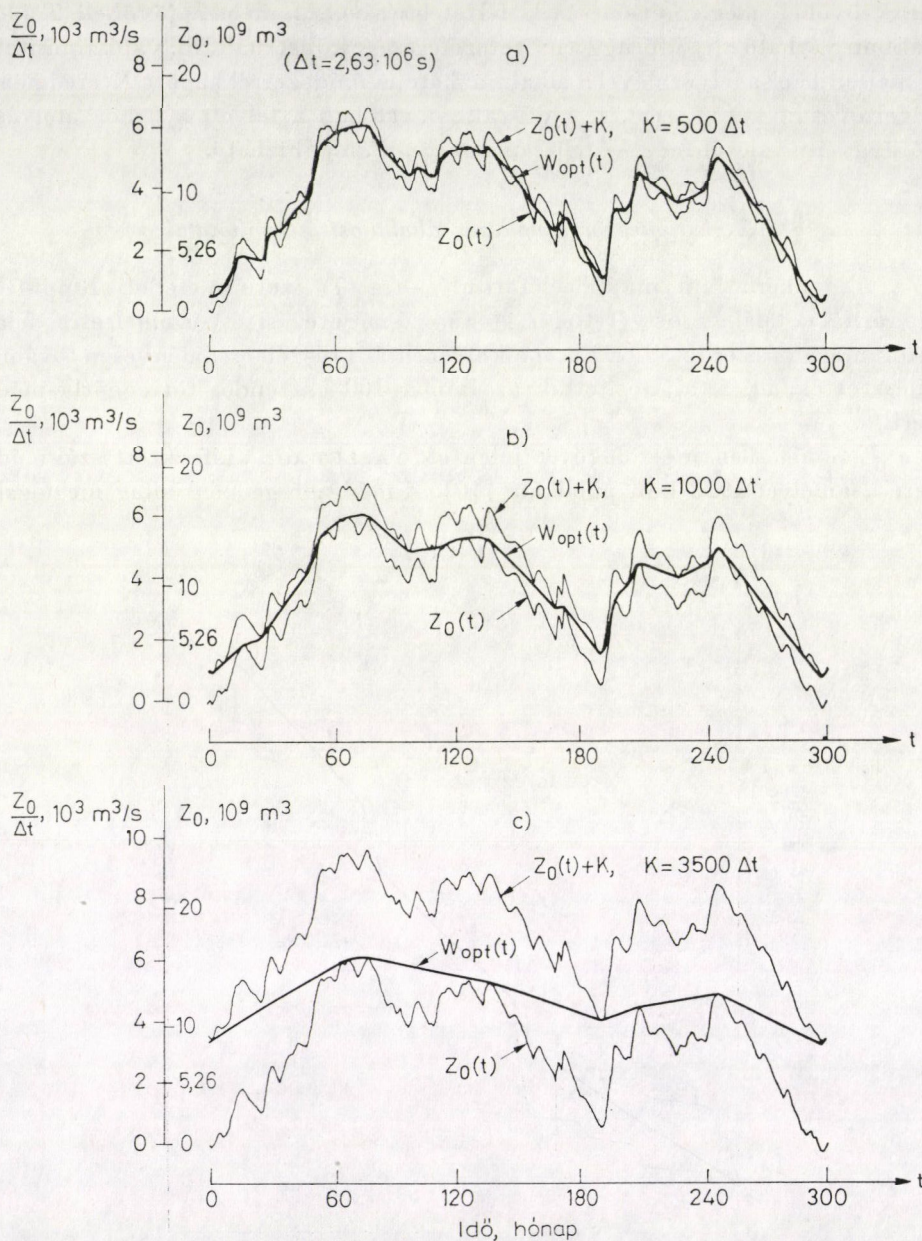 Z₀/Δt, 10³ m³/s
Z₀, 10⁹ m³
(Δt=2,63·10⁶ s)
a)
8
20
6
Z₀(t)+K, K=500 Δt
Wopt(t)
4
10
Z₀(t)
2
5,26
0
0
0
60
120
180
240
300
t
Z₀/Δt, 10³ m³/s
Z₀, 10⁹ m³
b)
8
20
Z₀(t)+K, K=1000 Δt
6
Wopt(t)
4
10
Z₀(t)
2
5,26
0
0
0
60
120
180
240
300
t
Z₀/Δt, 10³ m³/s
Z₀, 10⁹ m³
c)
10
Z₀(t)+K, K=3500 Δt
8
20
Wopt(t)
6
4
10
Z₀(t)
2
5,26
0
0
0
60
120
180
240
300
t
Idő, hónap